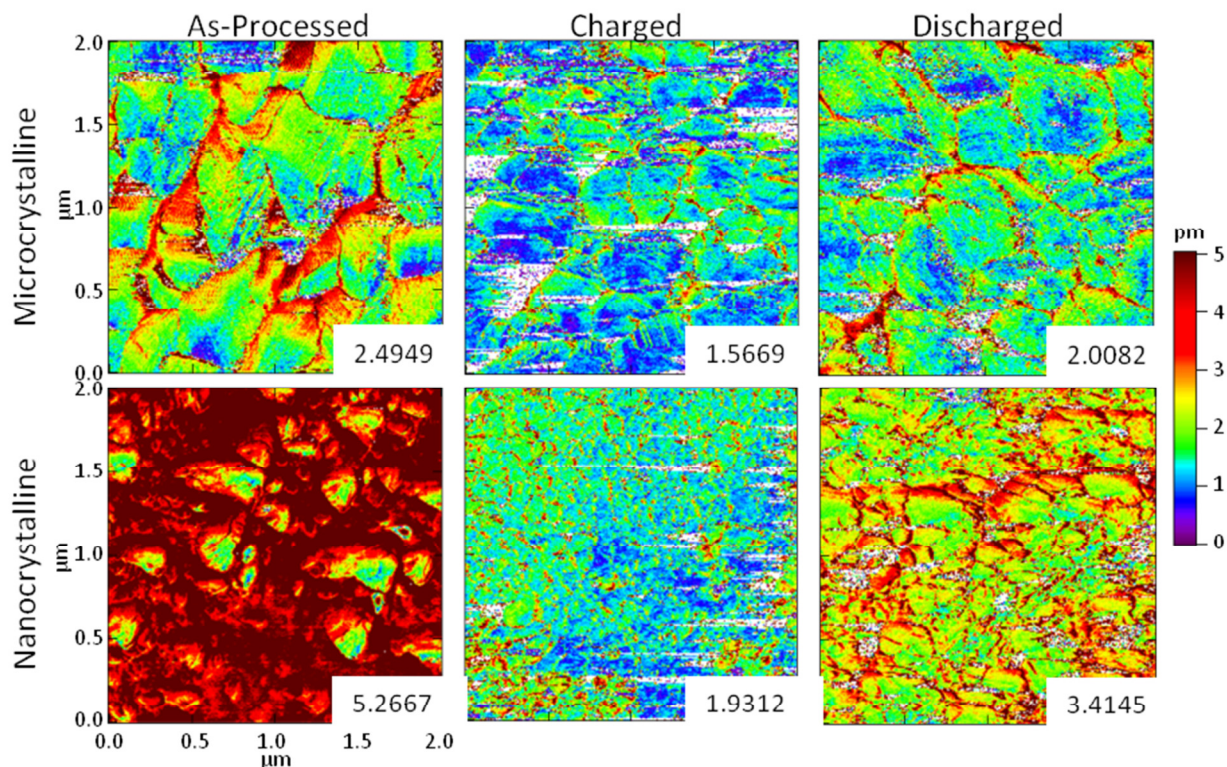 As-Processed Charged Discharged
Microcrystalline
2.0
1.5
1.0
μm
0.5
0.0
2.4949
1.5669
2.0082
pm
5
4
3
2
1
0
Nanocrystalline
2.0
1.5
1.0
μm
0.5
0.0
5.2667
1.9312
3.4145
0.0 0.5 1.0 1.5 2.0
μm